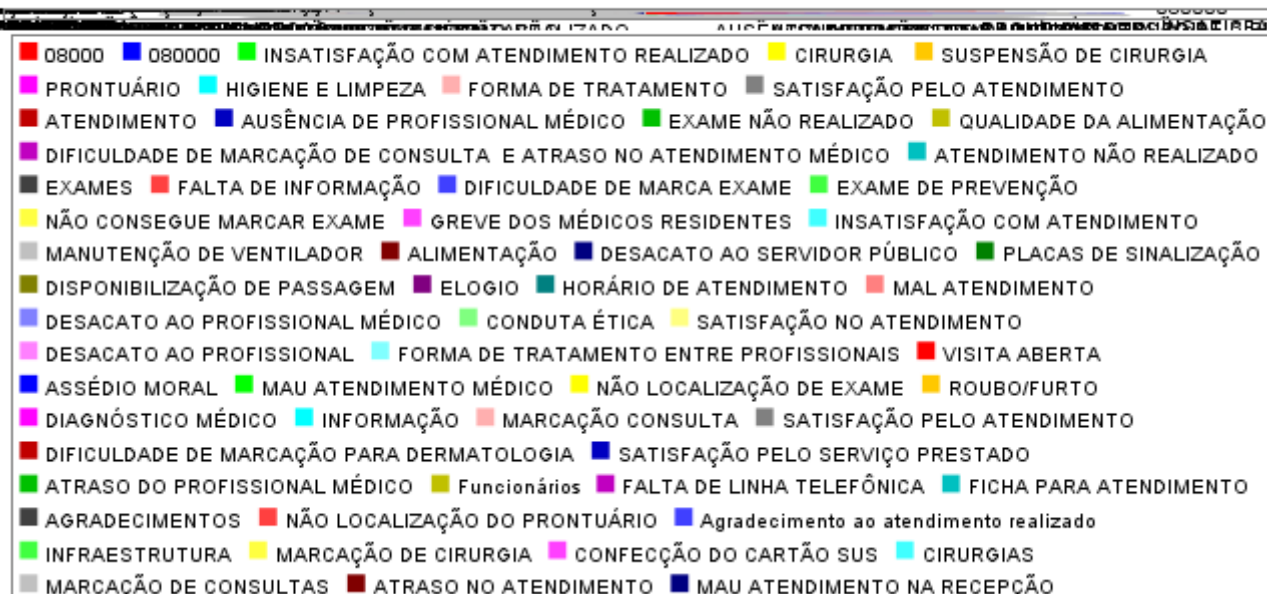 08000 080000 INSATISFAÇÃO COM ATENDIMENTO REALIZADO CIRURGIA SUSPENSÃO DE CIRURGIA
PRONTUÁRIO HIGIENE E LIMPEZA FORMA DE TRATAMENTO SATISFAÇÃO PELO ATENDIMENTO
ATENDIMENTO AUSÊNCIA DE PROFISSIONAL MÉDICO EXAME NÃO REALIZADO QUALIDADE DA ALIMENTAÇÃO
DIFICULDADE DE MARCAÇÃO DE CONSULTA E ATRASO NO ATENDIMENTO MÉDICO ATENDIMENTO NÃO REALIZADO
EXAMES FALTA DE INFORMAÇÃO DIFICULDADE DE MARCA EXAME EXAME DE PREVENÇÃO
NÃO CONSEGUE MARCAR EXAME GREVE DOS MÉDICOS RESIDENTES INSATISFAÇÃO COM ATENDIMENTO
MANUTENÇÃO DE VENTILADOR ALIMENTAÇÃO DESACATO AO SERVIDOR PÚBLICO PLACAS DE SINALIZAÇÃO
DISPONIBILIZAÇÃO DE PASSAGEM ELOGIO HORÁRIO DE ATENDIMENTO MAL ATENDIMENTO
DESACATO AO PROFISSIONAL MÉDICO CONDUTA ÉTICA SATISFAÇÃO NO ATENDIMENTO
DESACATO AO PROFISSIONAL FORMA DE TRATAMENTO ENTRE PROFISSIONAIS VISITA ABERTA
ASSÉDIO MORAL MAU ATENDIMENTO MÉDICO NÃO LOCALIZAÇÃO DE EXAME ROUBO/FURTO
DIAGNÓSTICO MÉDICO INFORMAÇÃO MARCAÇÃO CONSULTA SATISFAÇÃO PELO ATENDIMENTO
DIFICULDADE DE MARCAÇÃO PARA DERMATOLOGIA SATISFAÇÃO PELO SERVIÇO PRESTADO
ATRASO DO PROFISSIONAL MÉDICO Funcionários FALTA DE LINHA TELEFÔNICA FICHA PARA ATENDIMENTO
AGRADECIMENTOS NÃO LOCALIZAÇÃO DO PRONTUÁRIO Agradecimento ao atendimento realizado
INFRAESTRUTURA MARCAÇÃO DE CIRURGIA CONFECÇÃO DO CARTÃO SUS CIRURGIAS
MARCAÇÃO DE CONSULTAS ATRASO NO ATENDIMENTO MAU ATENDIMENTO NA RECEPCÃO